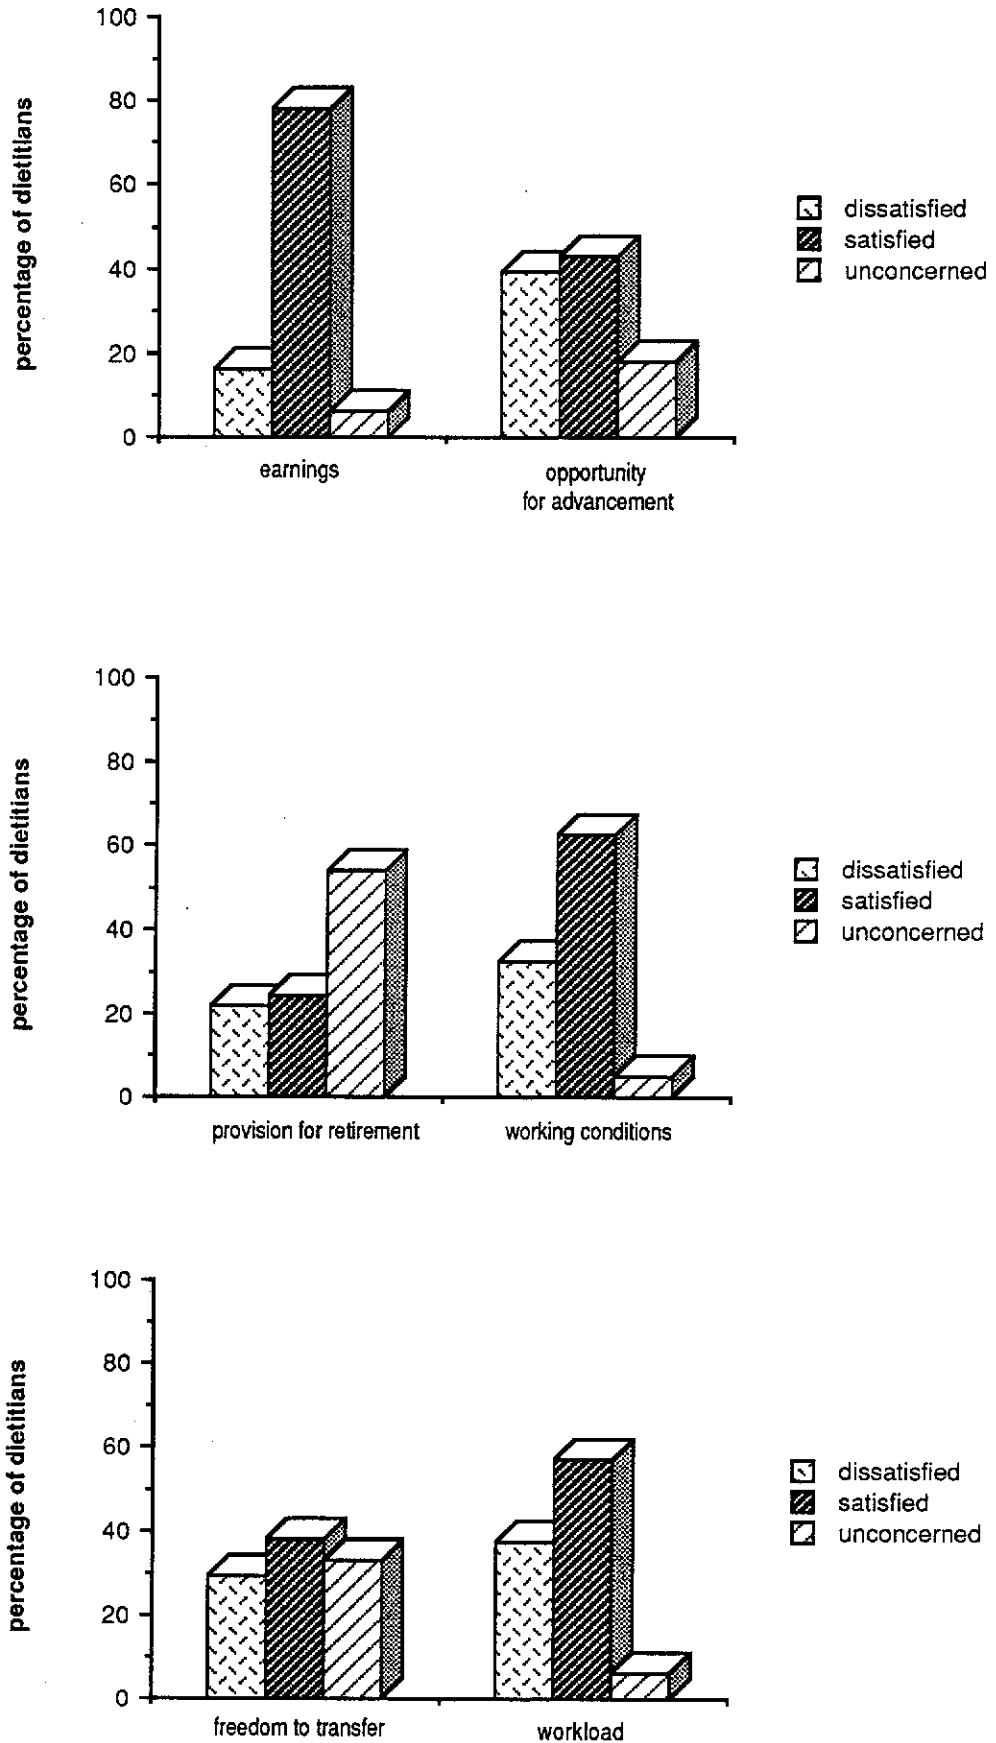 percentage of dietitians
100
80
60
40
20
0
earnings
opportunity
for advancement
dissatisfied
satisfied
unconcerned
percentage of dietitians
100
80
60
40
20
0
provision for retirement
working conditions
dissatisfied
satisfied
unconcerned
percentage of dietitians
100
80
60
40
20
0
freedom to transfer
workload
dissatisfied
satisfied
unconcerned